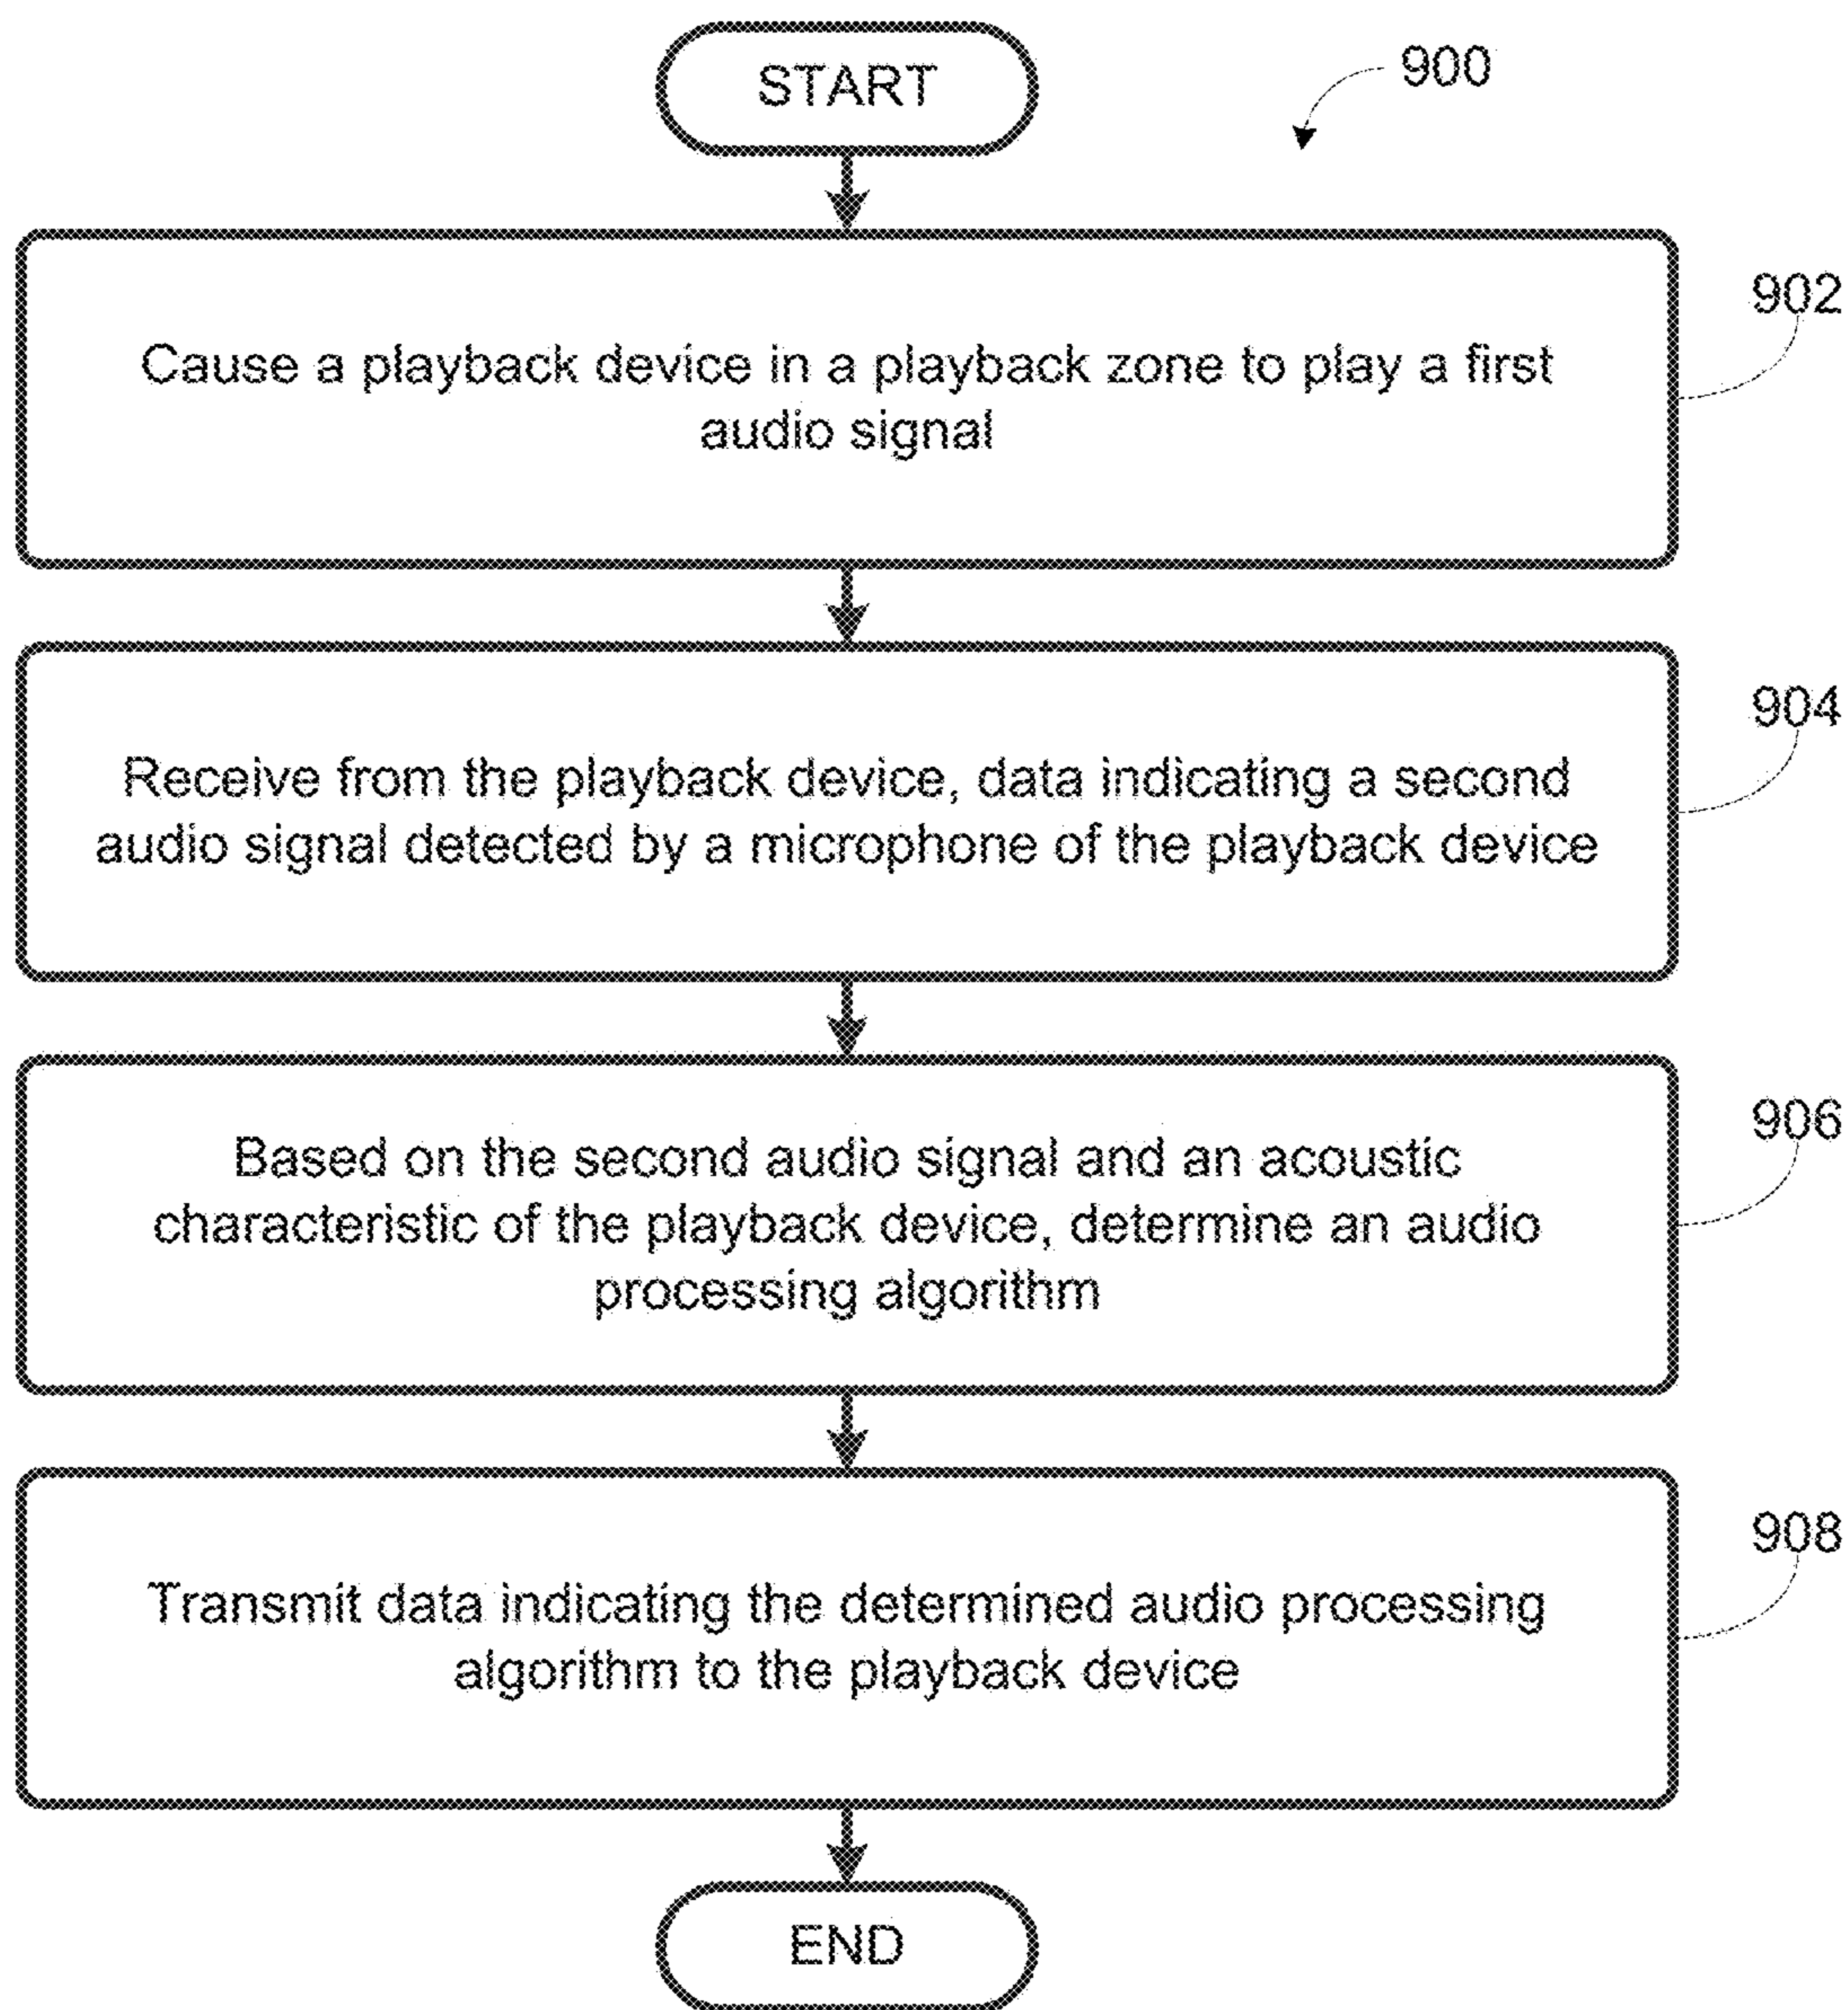 START
900
902
Cause a playback device in a playback zone to play a first
audio signal
904
Receive from the playback device, data indicating a second
audio signal detected by a microphone of the playback device
906
Based on the second audio signal and an acoustic
characteristic of the playback device, determine an audio
processing algorithm
908
Transmit data indicating the determined audio processing
algorithm to the playback device
END